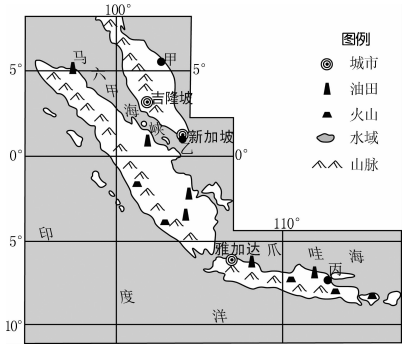 100°
马六甲海峡
甲
5°
5°
吉隆坡
新加坡
乙
0°
0°
110°
印度洋
5°
雅加达
爪哇海
丙
10°
图例
城市
油田
火山
水域
山脉